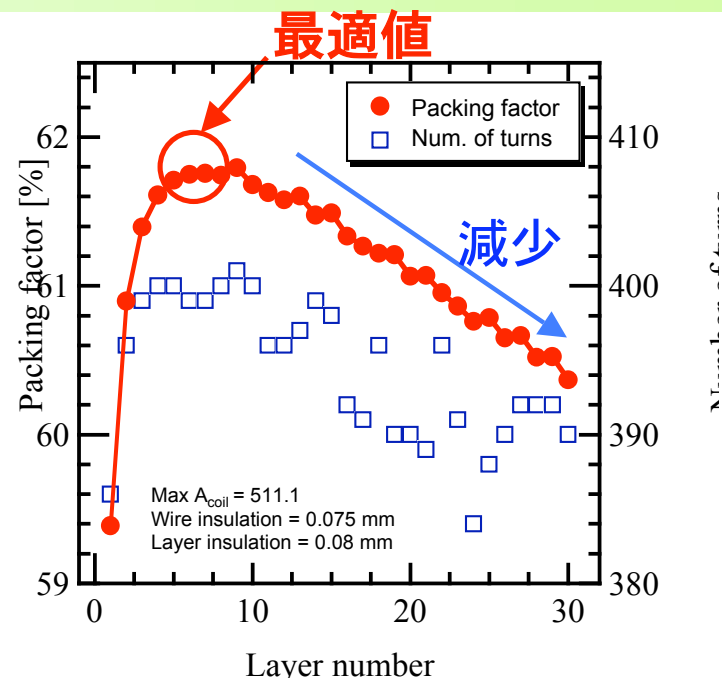 最適値
Packing factor
Num. of turns
減少
Packing factor [%]
62
61
60
59
410
400
390
380
Max Acoil = 511.1
Wire insulation = 0.075 mm
Layer insulation = 0.08 mm
0
10
20
30
Layer number